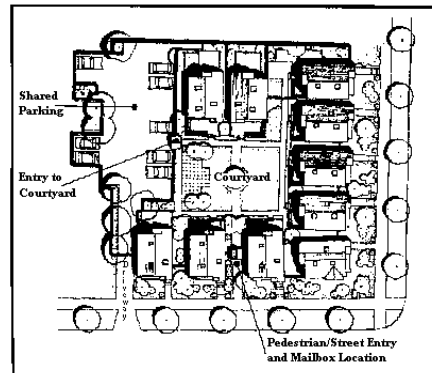 Shared
Parking
Entry to
Courtyard
Courtyard
Pedestrian/Street Entry
and Mailbox Location